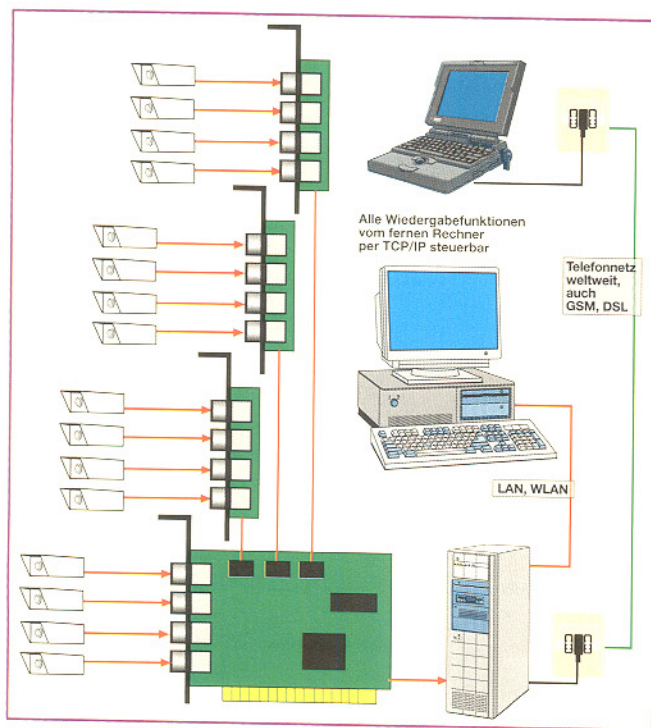 Alle Wiedergabefunktionen
vom fernen Rechner
per TCP/IP steuerbar
Telefonnetz
weltweit,
auch
GSM, DSL
LAN, WLAN